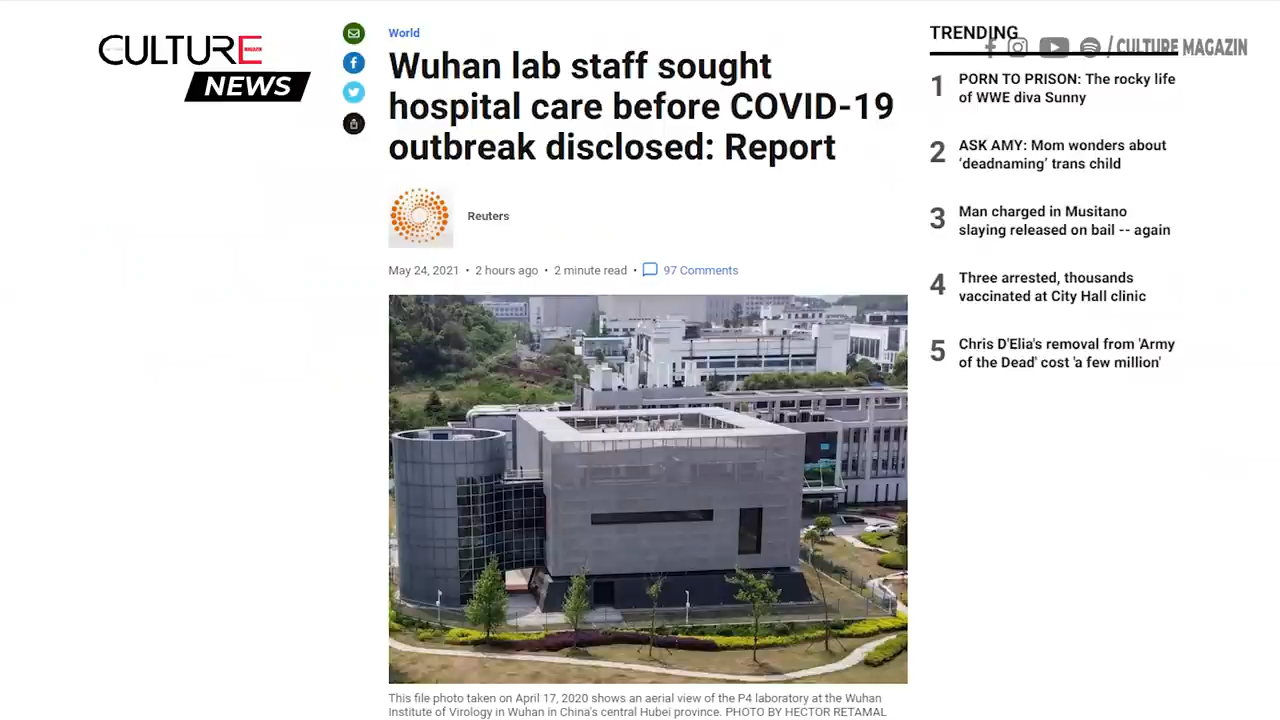 CULTURE
MAGAZIN
NEWS
/ CULTURE MAGAZIN
World
Wuhan lab staff sought
hospital care before COVID-19
outbreak disclosed: Report
Reuters
May 24, 2021 • 2 hours ago • 2 minute read • 97 Comments
This file photo taken on April 17, 2020 shows an aerial view of the P4 laboratory at the Wuhan
Institute of Virology in Wuhan in China's central Hubei province. PHOTO BY HECTOR RETAMAL
TRENDING
1 PORN TO PRISON: The rocky life
of WWE diva Sunny
2 ASK AMY: Mom wonders about
‘deadnaming’ trans child
3 Man charged in Musitano
slaying released on bail -- again
4 Three arrested, thousands
vaccinated at City Hall clinic
5 Chris D'Elia's removal from 'Army
of the Dead' cost 'a few million'